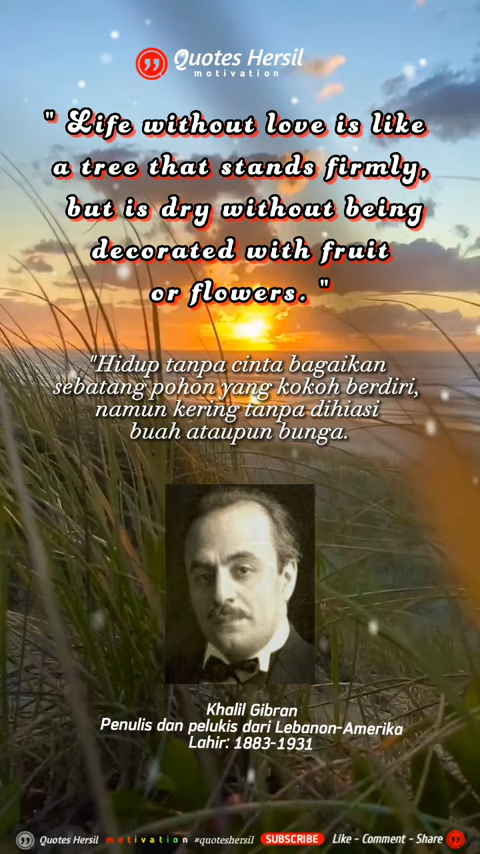 Quotes Hersil
motivation
" Life without love is like
a tree that stands firmly,
but is dry without being
decorated with fruit
or flowers. "
"Hidup tanpa cinta bagaikan
sebatang pohon yang kokoh berdiri,
namun kering tanpa dihiasi
buah ataupun bunga.
Khalil Gibran
Penulis dan pelukis dari Lebanon-Amerika
Lahir: 1883-1931
Quotes Hersil motivation #quoteshersil SUBSCRIBE Like - Comment - Share